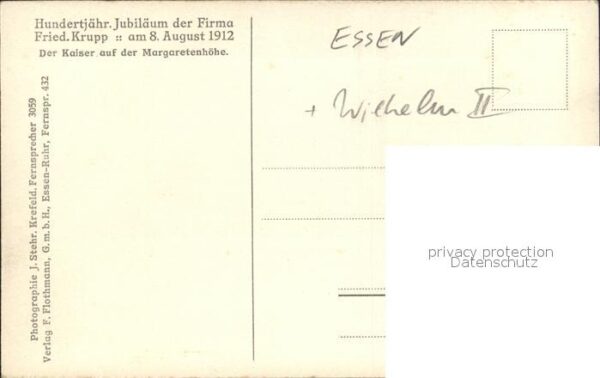 Hundertjähr. Jubiläum der Firma
Fried. Krupp :: am 8. August 1912
Der Kaiser auf der Margaretenhöhe.
Photographie J. Stehr. Krefeld. Fernsprecher 3059
Verlag F. Flothmann, G.m.b.H., Essen-Ruhr, Fernspr. 432
ESSEN
+ Wilhelm II
privacy protection
Datenschutz